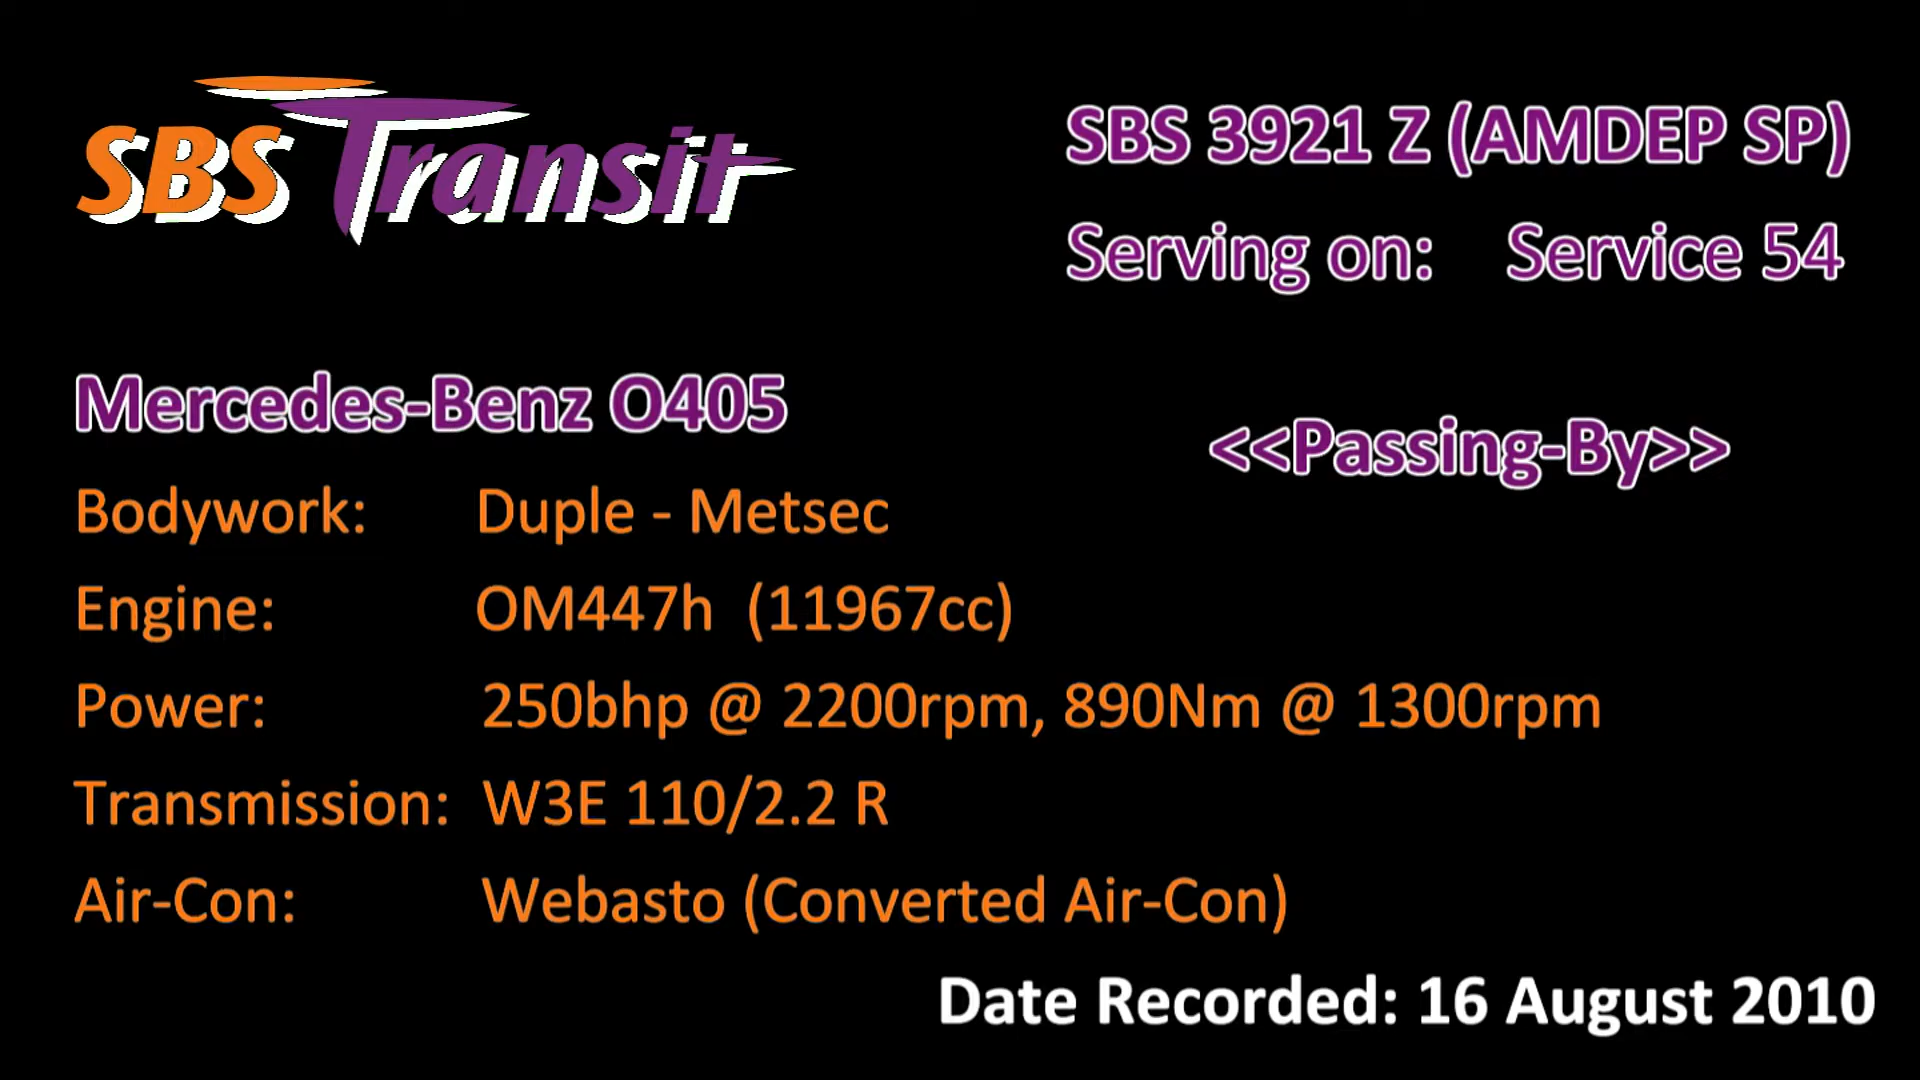 SBS Transit
SBS 3921 Z (AMDEP SP)
Serving on: Service 54
Mercedes-Benz O405
<<Passing-By>>
Bodywork: Duple - Metsec
Engine: OM447h (11967cc)
Power: 250bhp @ 2200rpm, 890Nm @ 1300rpm
Transmission: W3E 110/2.2 R
Air-Con: Webasto (Converted Air-Con)
Date Recorded: 16 August 2010